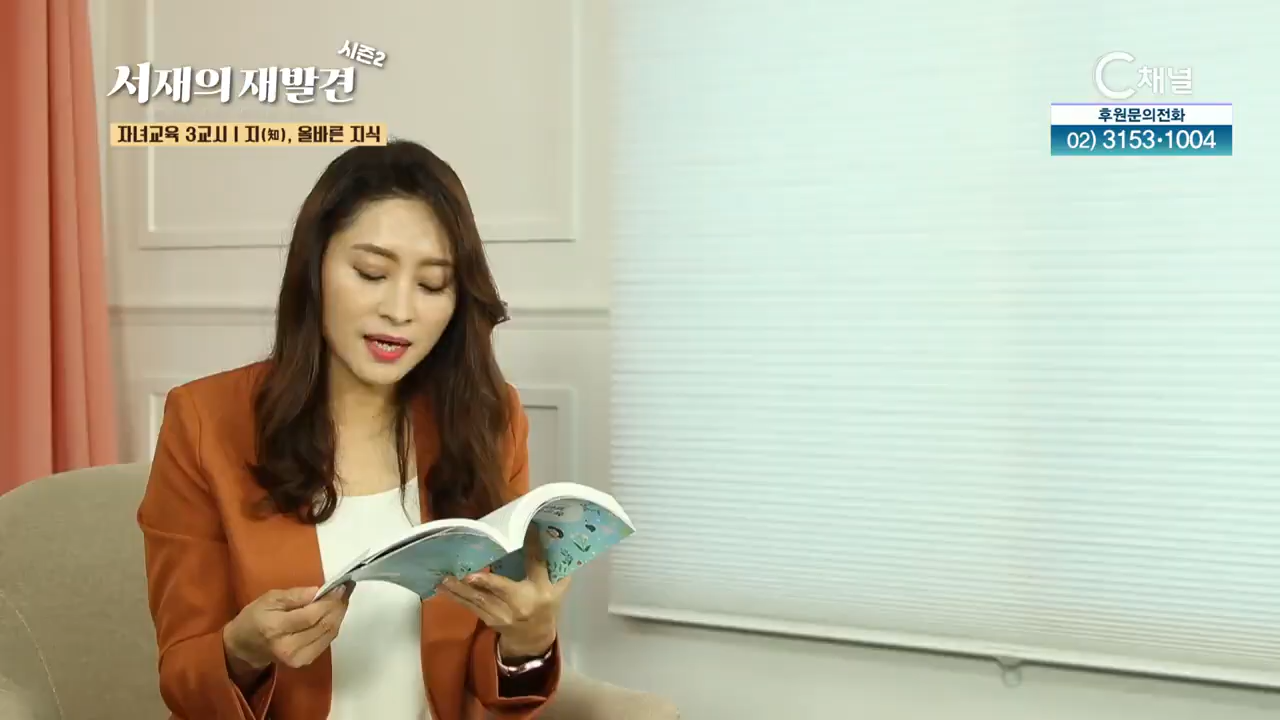 시즌2
서재의 재발견
자녀교육 3교시 | 지(知), 올바른 지식
C채널
후원문의전화
02) 3153·1004